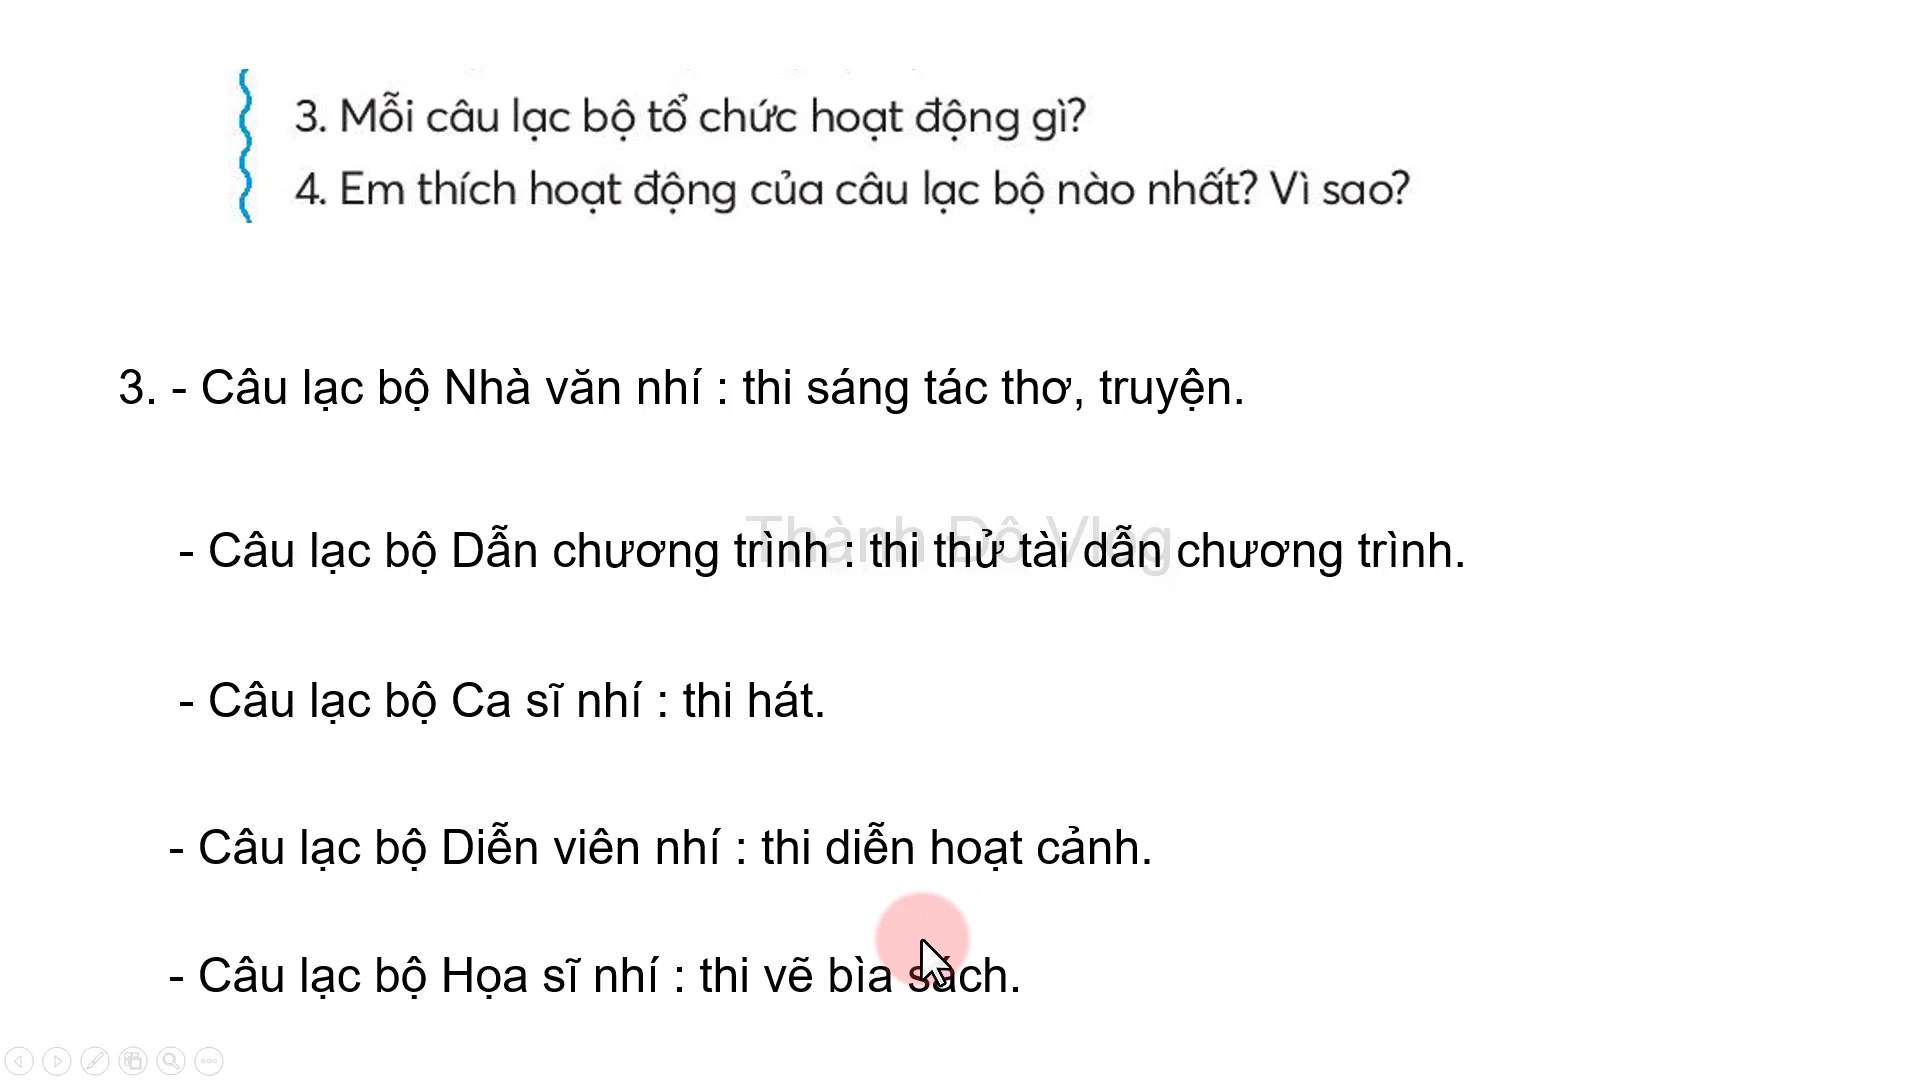 3. Mỗi câu lạc bộ tổ chức hoạt động gì?
4. Em thích hoạt động của câu lạc bộ nào nhất? Vì sao?
3. - Câu lạc bộ Nhà văn nhí : thi sáng tác thơ, truyện.
Thành Đô Vlog
- Câu lạc bộ Dẫn chương trình : thi thử tài dẫn chương trình.
- Câu lạc bộ Ca sĩ nhí : thi hát.
- Câu lạc bộ Diễn viên nhí : thi diễn hoạt cảnh.
- Câu lạc bộ Họa sĩ nhí : thi vẽ bìa sách.